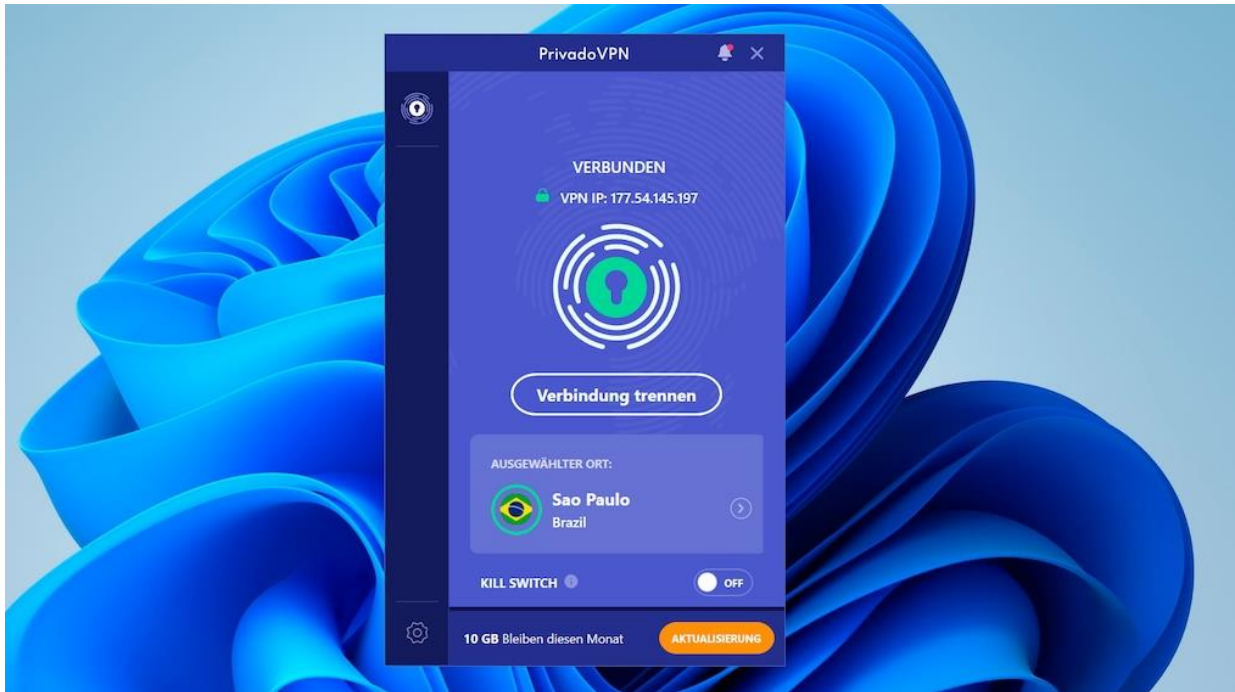 PrivadoVPN
VERBUNDEN
VPN IP: 177.54.145.197
Verbindung trennen
AUSGEWÄHLTER ORT:
Sao Paulo
Brazil
KILL SWITCH OFF
10 GB Bleiben diesen Monat AKTUALISIERUNG